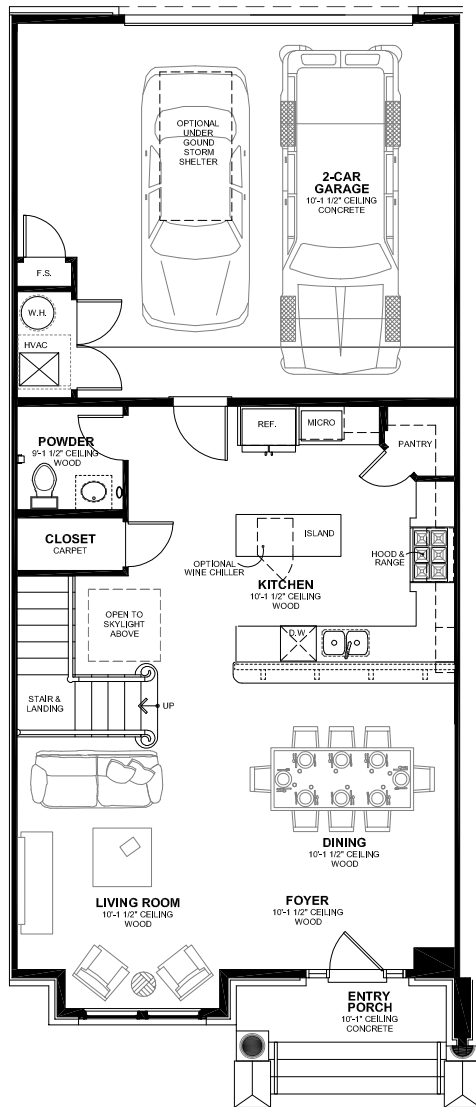 OPTIONAL
UNDER
GOUND
STORM
SHELTER
2-CAR
GARAGE
10'-1 1/2" CEILING
CONCRETE
F.S.
W.H.
HVAC
REF.
MICRO
PANTRY
POWDER
9'-1 1/2" CEILING
WOOD
CLOSET
CARPET
ISLAND
HOOD &
RANGE
OPTIONAL
WINE CHILLER
KITCHEN
10'-1 1/2" CEILING
WOOD
OPEN TO
SKYLIGHT
ABOVE
D.W
STAIR &
LANDING
UP
DINING
10'-1 1/2" CEILING
WOOD
LIVING ROOM
10'-1 1/2" CEILING
WOOD
FOYER
10'-1 1/2" CEILING
WOOD
ENTRY
PORCH
10'-1" CEILING
CONCRETE